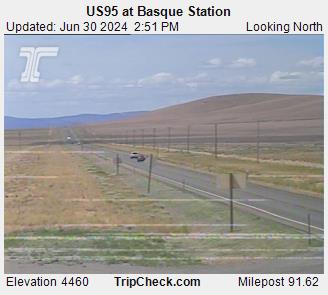 US95 at Basque Station
Updated: Jun 30 2024 2:51 PM Looking North
Elevation 4460 TripCheck.com Milepost 91.62